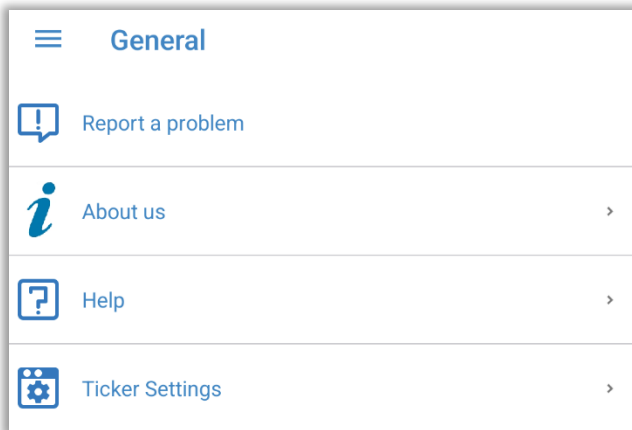 General
Report a problem
About us
Help
Ticker Settings